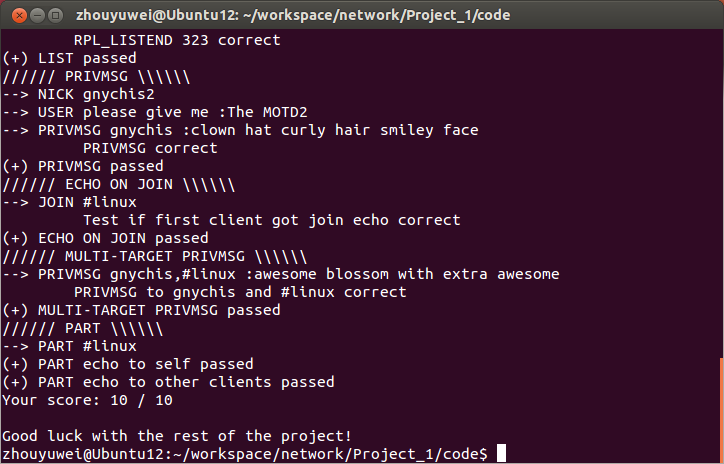 zhouyuwei@Ubuntu12: ~/workspace/network/Project_1/code
RPL_LISTEND 323 correct
(+) LIST passed
////// PRIVMSG \\\\\\
--> NICK gnychis2
--> USER please give me :The MOTD2
--> PRIVMSG gnychis :clown hat curly hair smiley face
PRIVMSG correct
(+) PRIVMSG passed
////// ECHO ON JOIN \\\\\\
--> JOIN #linux
Test if first client got join echo correct
(+) ECHO ON JOIN passed
////// MULTI-TARGET PRIVMSG \\\\\\
--> PRIVMSG gnychis,#linux :awesome blossom with extra awesome
PRIVMSG to gnychis and #linux correct
(+) MULTI-TARGET PRIVMSG passed
////// PART \\\\\\
--> PART #linux
(+) PART echo to self passed
(+) PART echo to other clients passed
Your score: 10 / 10
Good luck with the rest of the project!
zhouyuwei@Ubuntu12:~/workspace/network/Project_1/code$